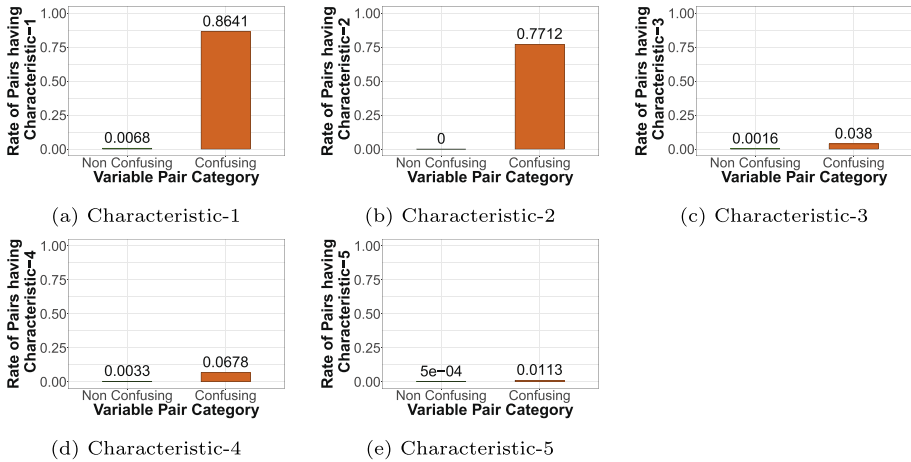 Rate of Pairs having
Characteristic−1
1.00
0.75
0.50
0.25
0.00
0.0068
0.8641
Non Confusing
Confusing
Variable Pair Category
(a) Characteristic-1
Rate of Pairs having
Characteristic−2
1.00
0.75
0.50
0.25
0.00
0
0.7712
Non Confusing
Confusing
Variable Pair Category
(b) Characteristic-2
Rate of Pairs having
Characteristic−3
1.00
0.75
0.50
0.25
0.00
0.0016
0.038
Non Confusing
Confusing
Variable Pair Category
(c) Characteristic-3
Rate of Pairs having
Characteristic−4
1.00
0.75
0.50
0.25
0.00
0.0033
0.0678
Non Confusing
Confusing
Variable Pair Category
(d) Characteristic-4
Rate of Pairs having
Characteristic−5
1.00
0.75
0.50
0.25
0.00
5e−04
0.0113
Non Confusing
Confusing
Variable Pair Category
(e) Characteristic-5